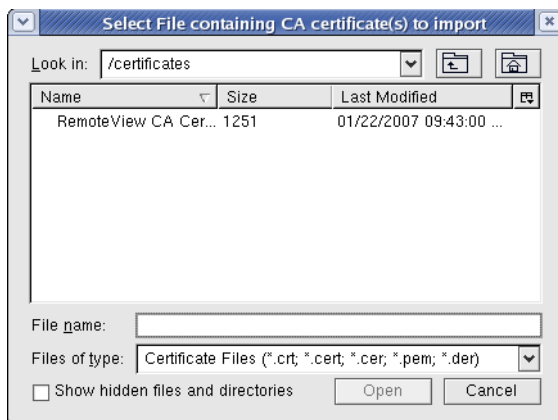 Select File containing CA certificate(s) to import
Look in: /certificates
Name Size Last Modified
RemoteView CA Cer... 1251 01/22/2007 09:43:00 ...
File name:
Files of type: Certificate Files (*.crt; *.cert; *.cer; *.pem; *.der)
Show hidden files and directories Open Cancel